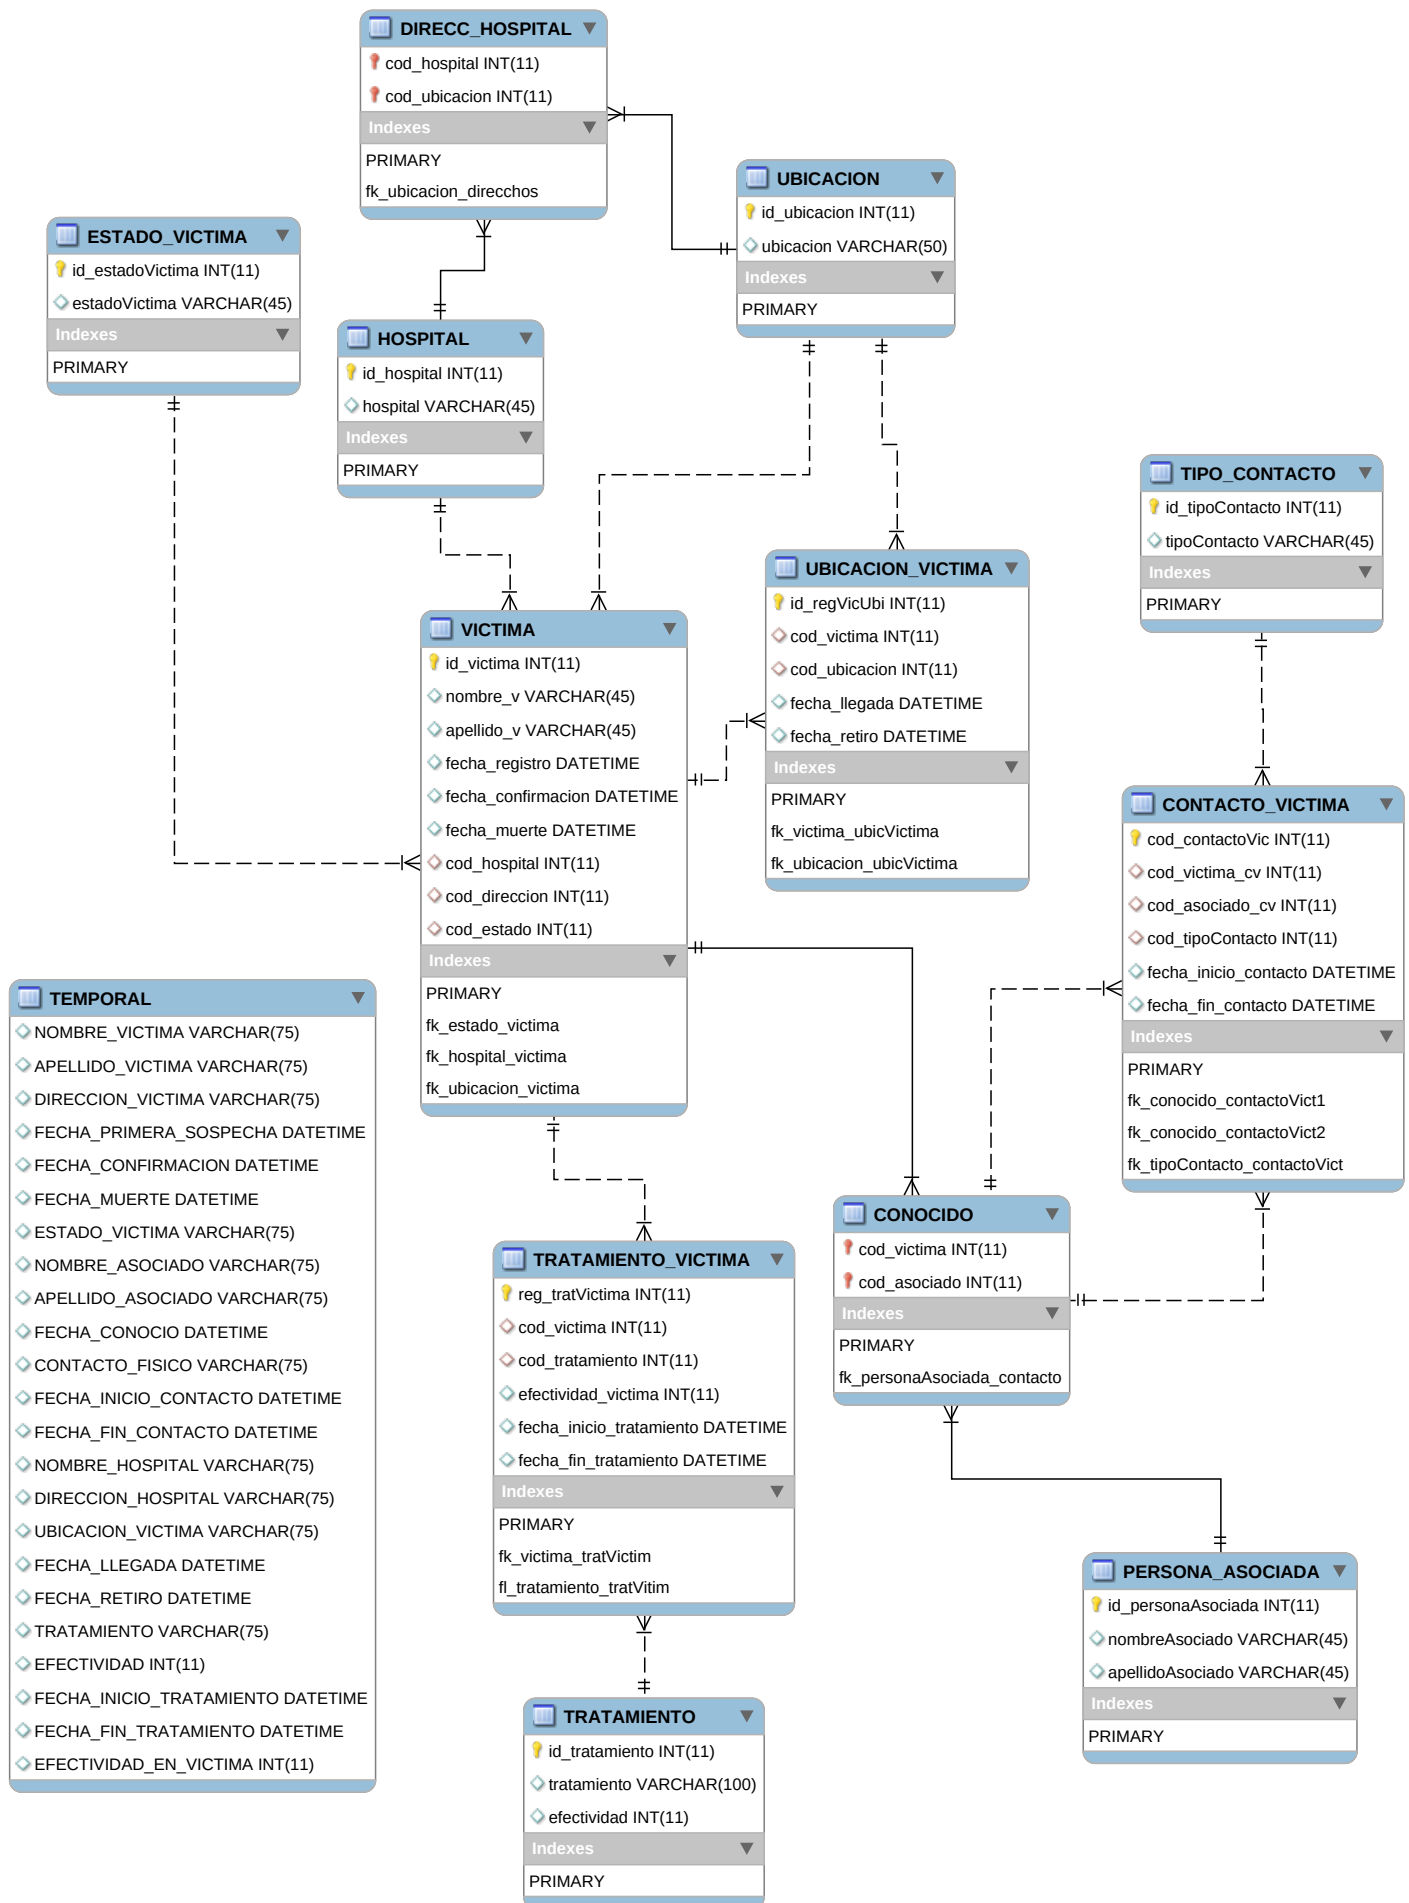 DIRECC_HOSPITAL
cod_hospital INT(11)
cod_ubicacion INT(11)
Indexes
PRIMARY
fk_ubicacion_direcchos
UBICACION
id_ubicacion INT(11)
ubicacion VARCHAR(50)
Indexes
PRIMARY
ESTADO_VICTIMA
id_estadoVictima INT(11)
estadoVictima VARCHAR(45)
Indexes
PRIMARY
HOSPITAL
id_hospital INT(11)
hospital VARCHAR(45)
Indexes
PRIMARY
TIPO_CONTACTO
id_tipoContacto INT(11)
tipoContacto VARCHAR(45)
Indexes
PRIMARY
UBICACION_VICTIMA
id_regVicUbi INT(11)
cod_victima INT(11)
cod_ubicacion INT(11)
fecha_llegada DATETIME
fecha_retiro DATETIME
Indexes
PRIMARY
fk_victima_ubicVictima
fk_ubicacion_ubicVictima
VICTIMA
id_victima INT(11)
nombre_v VARCHAR(45)
apellido_v VARCHAR(45)
fecha_registro DATETIME
fecha_confirmacion DATETIME
fecha_muerte DATETIME
cod_hospital INT(11)
cod_direccion INT(11)
cod_estado INT(11)
Indexes
PRIMARY
fk_estado_victima
fk_hospital_victima
fk_ubicacion_victima
CONTACTO_VICTIMA
cod_contactoVic INT(11)
cod_victima_cv INT(11)
cod_asociado_cv INT(11)
cod_tipoContacto INT(11)
fecha_inicio_contacto DATETIME
fecha_fin_contacto DATETIME
Indexes
PRIMARY
fk_conocido_contactoVict1
fk_conocido_contactoVict2
fk_tipoContacto_contactoVict
TEMPORAL
NOMBRE_VICTIMA VARCHAR(75)
APELLIDO_VICTIMA VARCHAR(75)
DIRECCION_VICTIMA VARCHAR(75)
FECHA_PRIMERA_SOSPECHA DATETIME
FECHA_CONFIRMACION DATETIME
FECHA_MUERTE DATETIME
ESTADO_VICTIMA VARCHAR(75)
NOMBRE_ASOCIADO VARCHAR(75)
APELLIDO_ASOCIADO VARCHAR(75)
FECHA_CONOCIO DATETIME
CONTACTO_FISICO VARCHAR(75)
FECHA_INICIO_CONTACTO DATETIME
FECHA_FIN_CONTACTO DATETIME
NOMBRE_HOSPITAL VARCHAR(75)
DIRECCION_HOSPITAL VARCHAR(75)
UBICACION_VICTIMA VARCHAR(75)
FECHA_LLEGADA DATETIME
FECHA_RETIRO DATETIME
TRATAMIENTO VARCHAR(75)
EFECTIVIDAD INT(11)
FECHA_INICIO_TRATAMIENTO DATETIME
FECHA_FIN_TRATAMIENTO DATETIME
EFECTIVIDAD_EN_VICTIMA INT(11)
CONOCIDO
cod_victima INT(11)
cod_asociado INT(11)
Indexes
PRIMARY
fk_personaAsociada_contacto
TRATAMIENTO_VICTIMA
reg_tratVictima INT(11)
cod_victima INT(11)
cod_tratamiento INT(11)
efectividad_victima INT(11)
fecha_inicio_tratamiento DATETIME
fecha_fin_tratamiento DATETIME
Indexes
PRIMARY
fk_victima_tratVictim
fl_tratamiento_tratVitim
PERSONA_ASOCIADA
id_personaAsociada INT(11)
nombreAsociado VARCHAR(45)
apellidoAsociado VARCHAR(45)
Indexes
PRIMARY
TRATAMIENTO
id_tratamiento INT(11)
tratamiento VARCHAR(100)
efectividad INT(11)
Indexes
PRIMARY